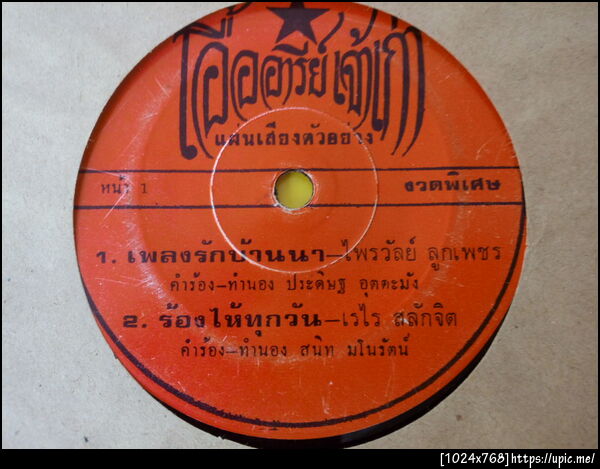 เอื้ออารีย์ เจ้าเก่า
แผ่นเสียงตัวอย่าง
หน้า 1 งวดพิเศษ
1. เพลงรักบ้านนา–ไพรวัลย์ ลูกเพชร
คำร้อง–ทำนอง ประดิษฐ อุตตะมัง
2. ร้องไห้ทุกวัน–เรไร สลักจิต
คำร้อง–ทำนอง สนิท มโนรัตน์
[1024x768]https://upic.me/